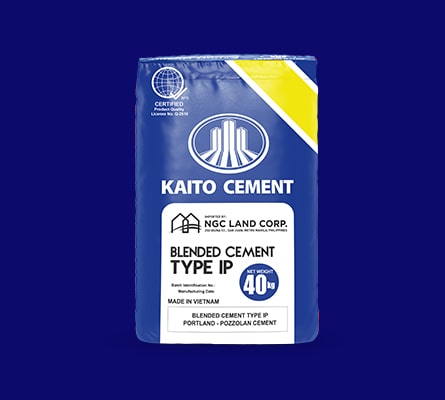 CERTIFIED
Product Quality
License No. Q-2510
KAITO CEMENT
IMPORTED BY:
NGC LAND CORP.
BLENDED CEMENT
TYPE IP
NET WEIGHT
40kg
Batch Identification No.:
Manufacturing Date:
MADE IN VIETNAM
BLENDED CEMENT TYPE IP
PORTLAND - POZZOLAN CEMENT